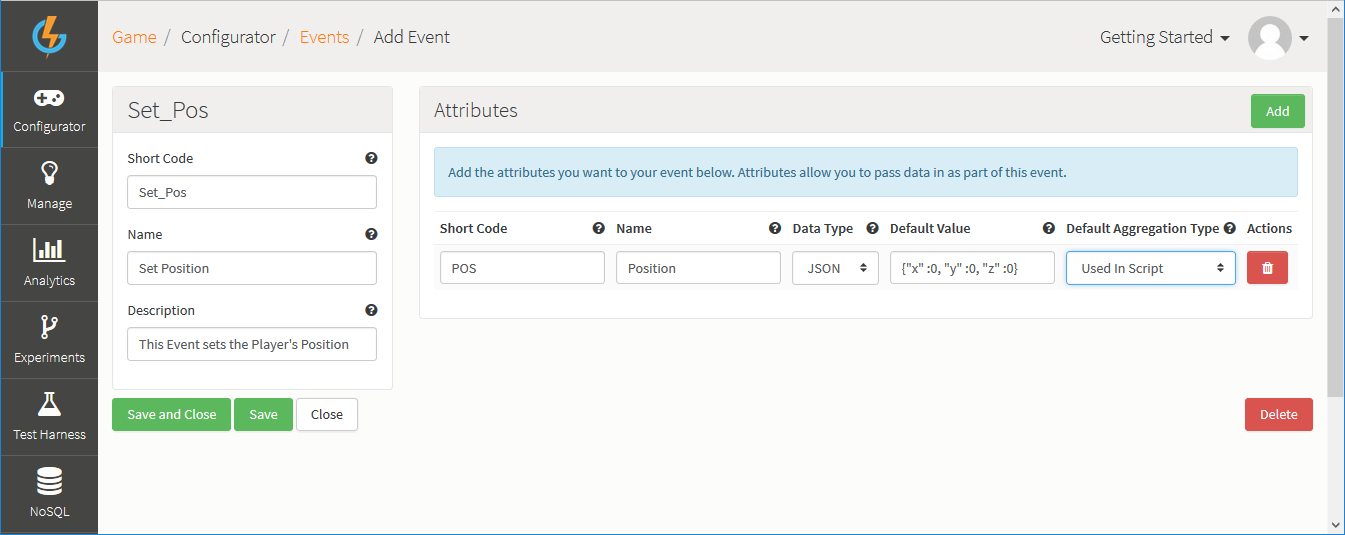 Game / Configurator / Events / Add Event
Getting Started
Configurator
Manage
Analytics
Experiments
Test Harness
NoSQL
Set_Pos
Short Code
Set_Pos
Name
Set Position
Description
This Event sets the Player's Position
Save and Close Save Close
Attributes
Add
Add the attributes you want to your event below. Attributes allow you to pass data in as part of this event.
Short Code Name Data Type Default Value Default Aggregation Type Actions
POS Position JSON {"x" :0, "y" :0, "z" :0} Used In Script
Delete